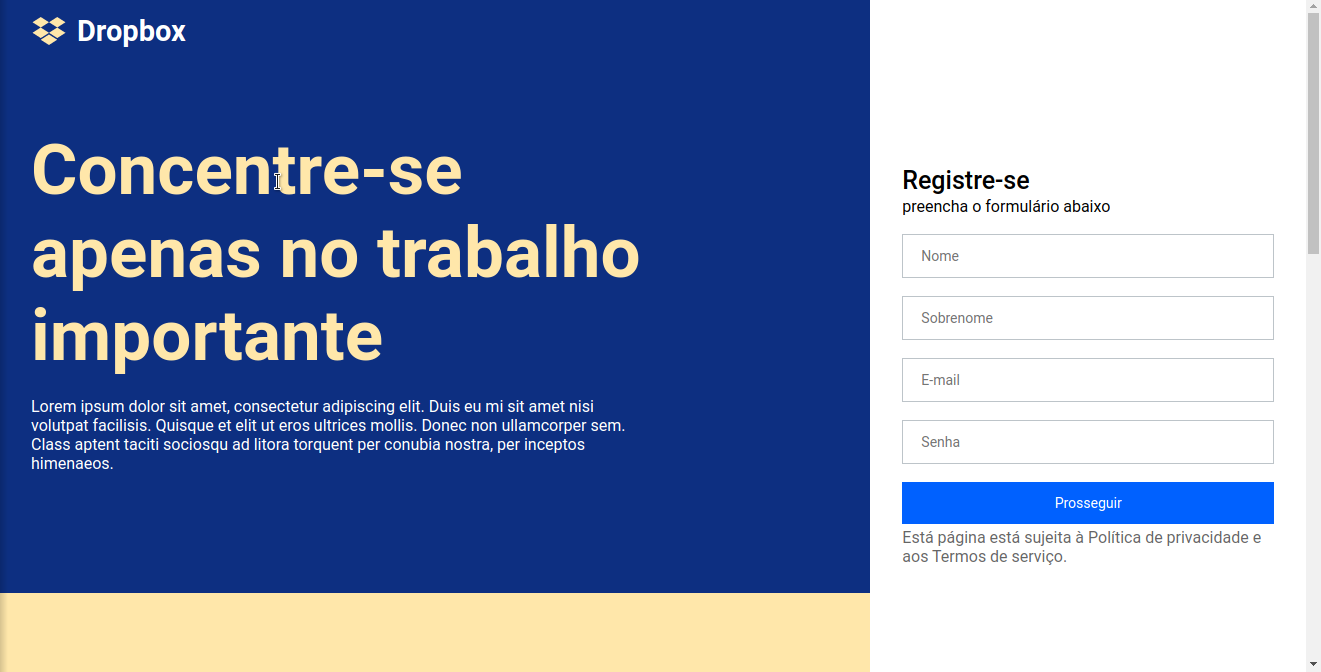 Dropbox
Concentre-se
apenas no trabalho
importante
Lorem ipsum dolor sit amet, consectetur adipiscing elit. Duis eu mi sit amet nisi
volutpat facilisis. Quisque et elit ut eros ultrices mollis. Donec non ullamcorper sem.
Class aptent taciti sociosqu ad litora torquent per conubia nostra, per inceptos
himenaeos.
Registre-se
preencha o formulário abaixo
Nome
Sobrenome
E-mail
Senha
Prosseguir
Está página está sujeita à Política de privacidade e
aos Termos de serviço.